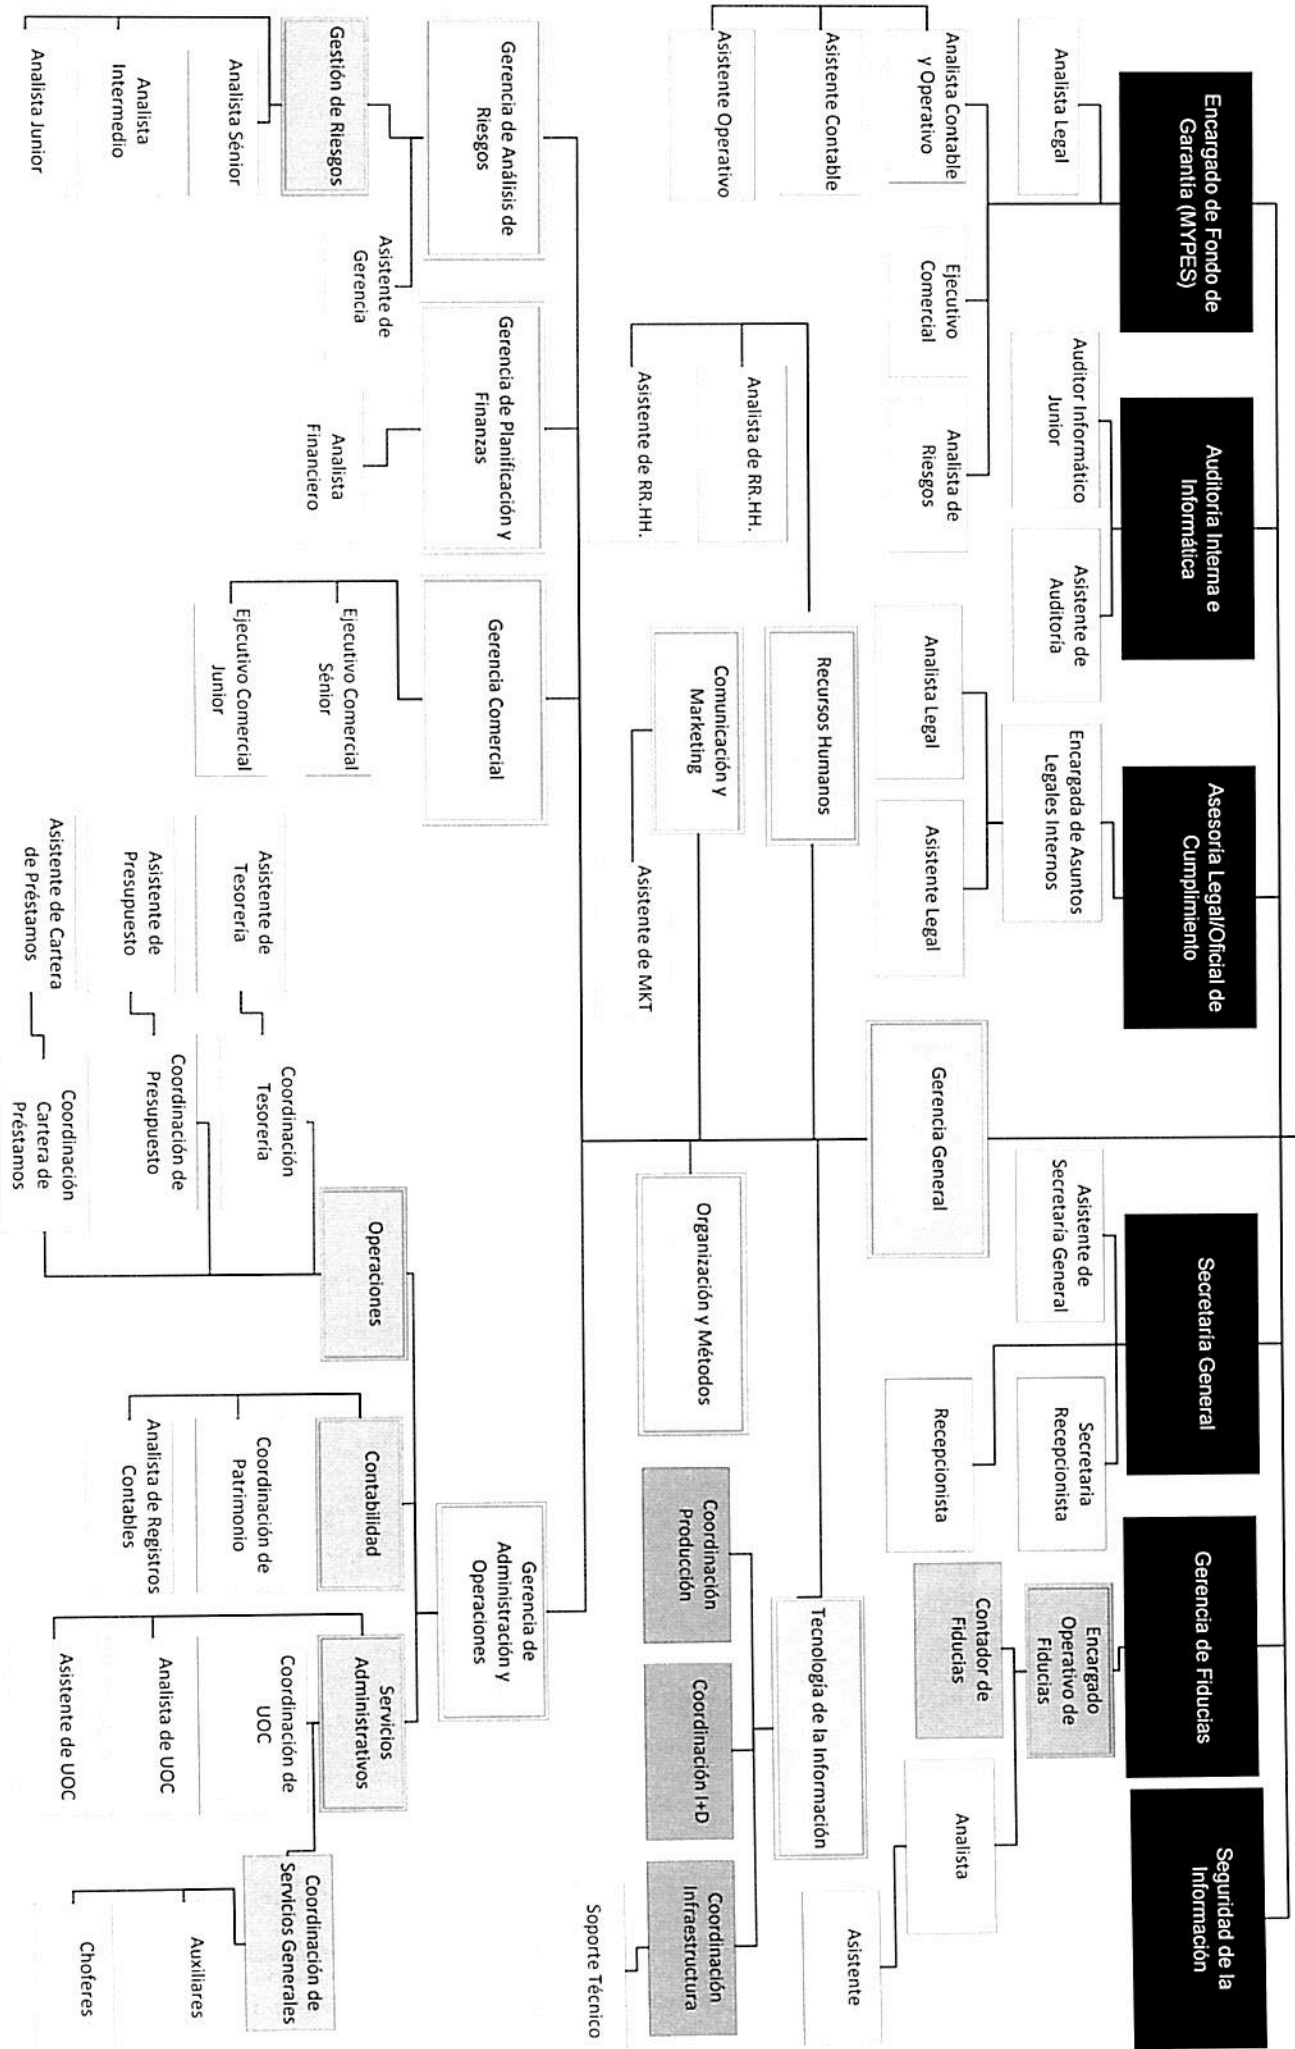 Encargado de Fondo de
Garantía (MYPES)
Auditoría Interna e
Informática
Asesoría Legal/Oficial de
Cumplimiento
Secretaría General
Gerencia de Fiducias
Seguridad de la
Información
Analista Legal
Auditor Informático
Junior
Asistente de
Auditoría
Encargada de Asuntos
Legales Internos
Asistente de
Secretaría General
Secretaria
Recepcionista
Encargado
Operativo de
Fiducias
Analista Contable
y Operativo
Ejecutivo
Comercial
Analista de
Riesgos
Analista Legal
Asistente Legal
Gerencia General
Recepcionista
Contador de
Fiducias
Analista
Asistente Contable
Asistente Operativo
Asistente
Recursos Humanos
Tecnología de la Información
Analista de RR.HH.
Asistente de RR.HH.
Comunicación y
Marketing
Asistente de MKT
Organización y Métodos
Coordinación
Producción
Coordinación I+D
Coordinación
Infraestructura
Soporte Técnico
Gerencia de Análisis de
Riesgos
Gerencia de Planificación y
Finanzas
Gerencia Comercial
Gerencia de
Administración y
Operaciones
Asistente de
Gerencia
Gestión de Riesgos
Analista Sénior
Analista
Intermedio
Analista Junior
Analista
Financiero
Ejecutivo Comercial
Sénior
Ejecutivo Comercial
Junior
Operaciones
Contabilidad
Servicios
Administrativos
Asistente de
Tesorería
Coordinación
Tesorería
Asistente de
Presupuesto
Coordinación de
Presupuesto
Asistente de Cartera
de Préstamos
Coordinación
Cartera de
Préstamos
Coordinación de
Patrimonio
Analista de Registros
Contables
Coordinación de
UOC
Analista de UOC
Asistente de UOC
Coordinación de
Servicios Generales
Auxiliares
Choferes